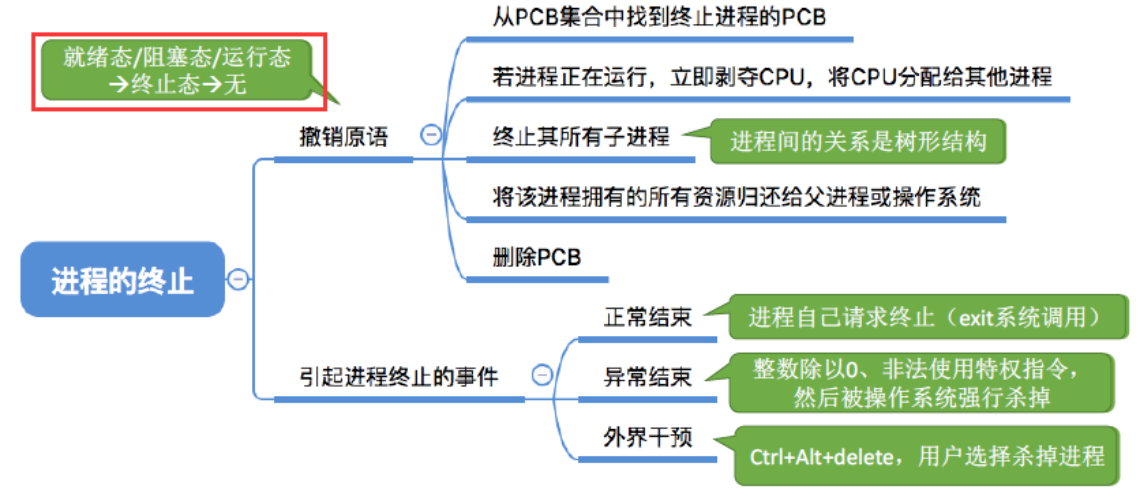 从PCB集合中找到终止进程的PCB
就绪态/阻塞态/运行态
→终止态→无
若进程正在运行，立即剥夺CPU，将CPU分配给其他进程
撤销原语
终止其所有子进程
进程间的关系是树形结构
将该进程拥有的所有资源归还给父进程或操作系统
删除PCB
进程的终止
正常结束
进程自己请求终止（exit系统调用）
引起进程终止的事件
异常结束
整数除以0、非法使用特权指令，
然后被操作系统强行杀掉
外界干预
Ctrl+Alt+delete，用户选择杀掉进程